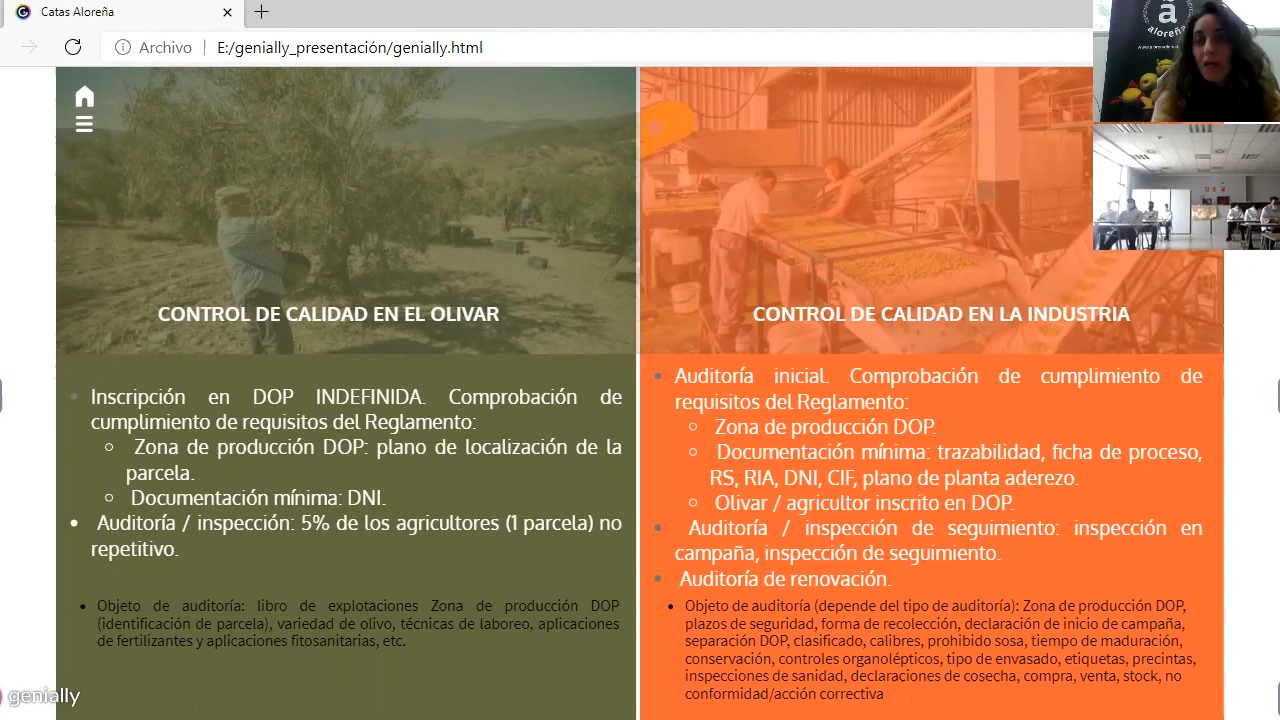 Catas Aloreña
Archivo
E:/genially_presentación/genially.html
a
aloreña
CONTROL DE CALIDAD EN EL OLIVAR
Inscripción en DOP INDEFINIDA. Comprobación de
cumplimiento de requisitos del Reglamento:
Zona de producción DOP: plano de localización de la
parcela.
Documentación mínima: DNI.
Auditoría / inspección: 5% de los agricultores (1 parcela) no
repetitivo.
Objeto de auditoría: libro de explotaciones Zona de producción DOP
(identificación de parcela), variedad de olivo, técnicas de laboreo, aplicaciones
de fertilizantes y aplicaciones fitosanitarias, etc.
CONTROL DE CALIDAD EN LA INDUSTRIA
Auditoría inicial. Comprobación de cumplimiento de
requisitos del Reglamento:
Zona de producción DOP.
Documentación mínima: trazabilidad, ficha de proceso,
RS, RIA, DNI, CIF, plano de planta aderezo.
Olivar / agricultor inscrito en DOP.
Auditoría / inspección de seguimiento: inspección en
campaña, inspección de seguimiento.
Auditoría de renovación.
Objeto de auditoría (depende del tipo de auditoría): Zona de producción DOP,
plazos de seguridad, forma de recolección, declaración de inicio de campaña,
separación DOP, clasificado, calibres, prohibido sosa, tiempo de maduración,
conservación, controles organolépticos, tipo de envasado, etiquetas, precintas,
inspecciones de sanidad, declaraciones de cosecha, compra, venta, stock, no
conformidad/acción correctiva
genially